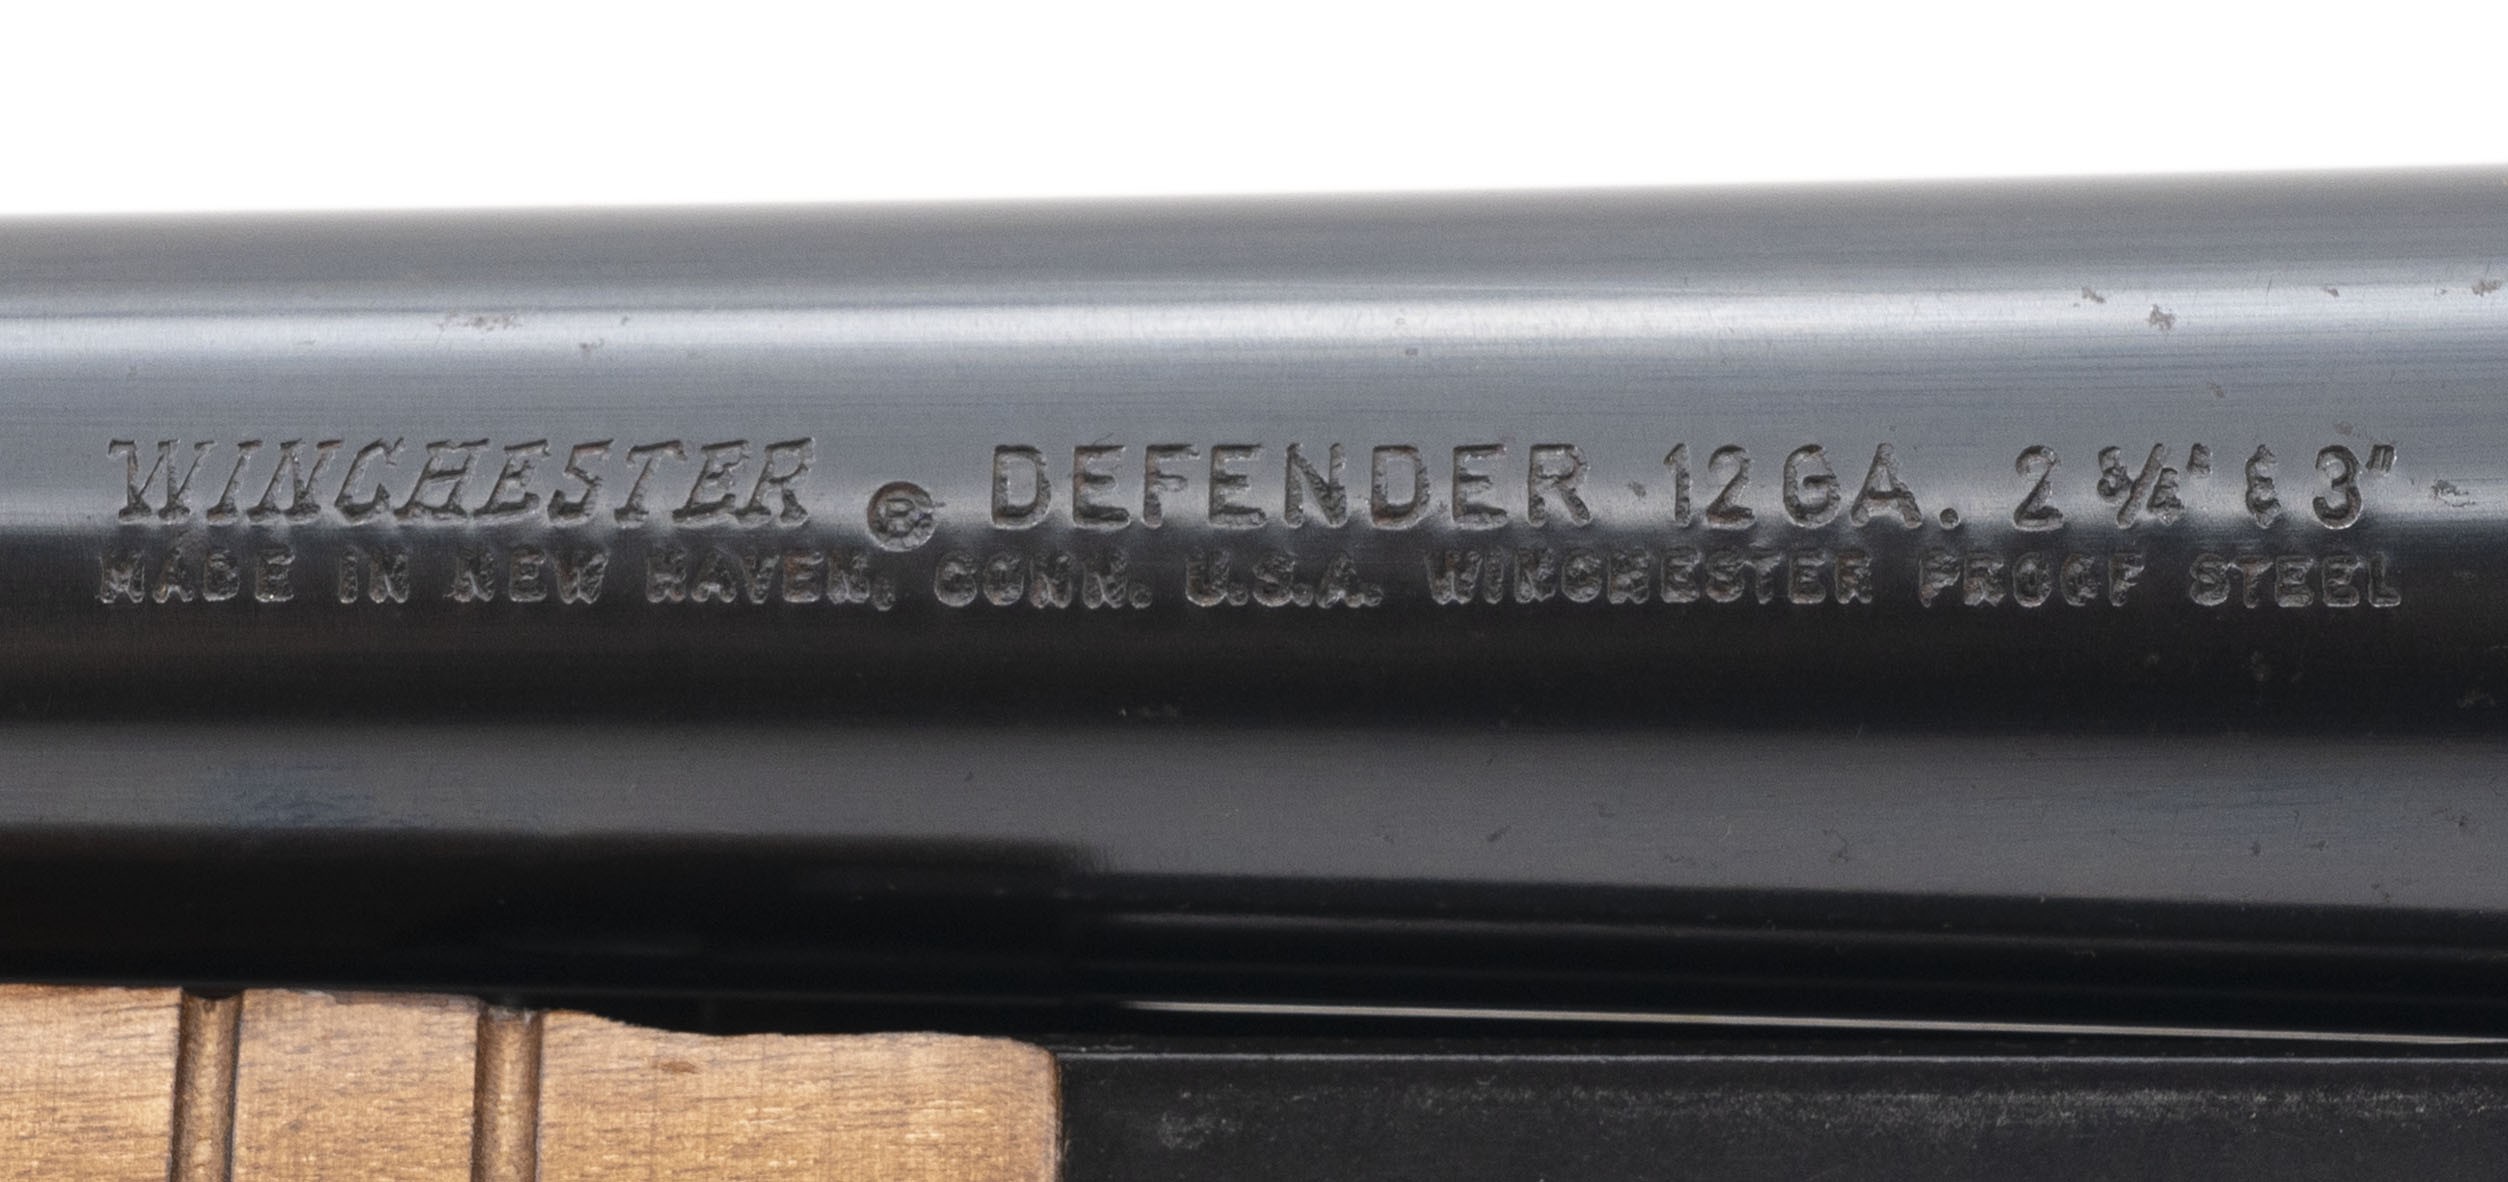 WINCHESTER ® DEFENDER 12 GA. 2 3/4" & 3"
MADE IN NEW HAVEN, CONN. U.S.A. WINCHESTER PROOF STEEL